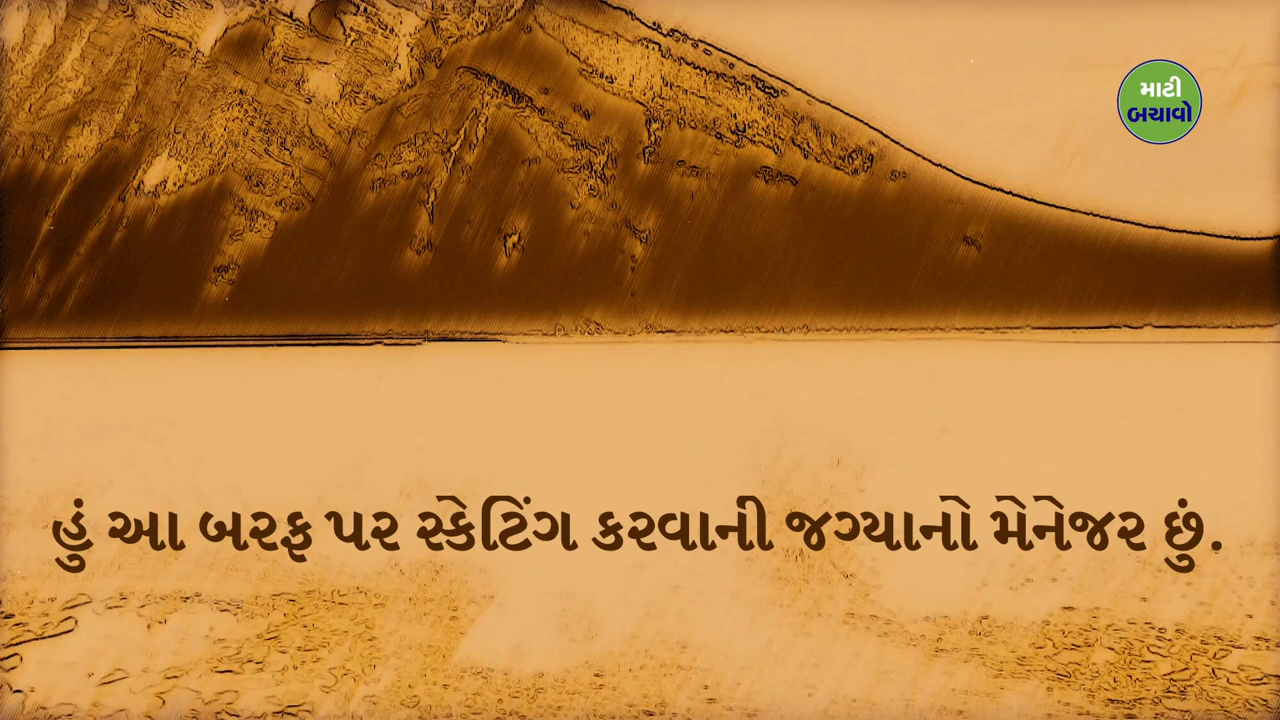 માટી
બચાવો
હું આ બરફ પર સ્કેટિંગ કરવાની જગ્યાનો મેનેજર છું.